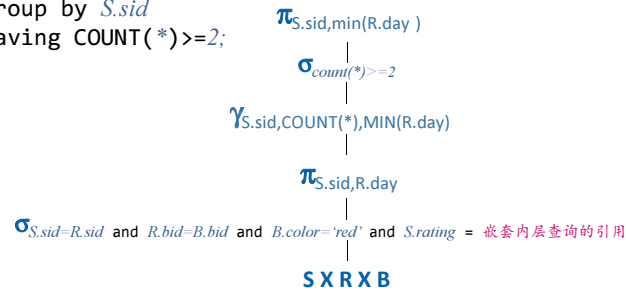 roup by S.sid
aving COUNT(*)>=2;
πS.sid,min(R.day )
σcount(*)>=2
γS.sid,COUNT(*),MIN(R.day)
πS.sid,R.day
σS.sid=R.sid and R.bid=B.bid and B.color=‘red’ and S.rating = 嵌套内层查询的引用
S X R X B